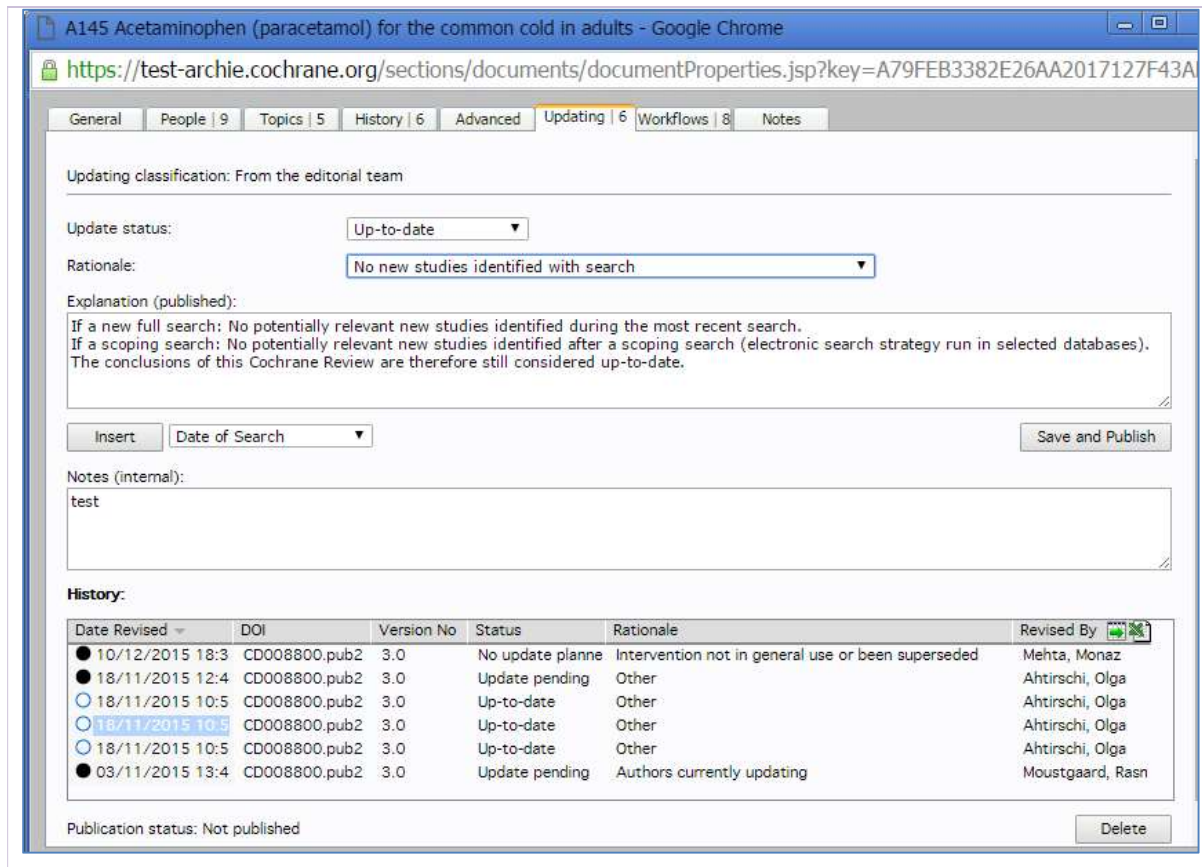 A145 Acetaminophen (paracetamol) for the common cold in adults - Google Chrome
https://test-archie.cochrane.org/sections/documents/documentProperties.jsp?key=A79FEB3382E26AA2017127F43A
General People | 9 Topics | 5 History | 6 Advanced Updating | 6 Workflows | 8 Notes
Updating classification: From the editorial team
Update status: Up-to-date
Rationale: No new studies identified with search
Explanation (published):
If a new full search: No potentially relevant new studies identified during the most recent search.
If a scoping search: No potentially relevant new studies identified after a scoping search (electronic search strategy run in selected databases).
The conclusions of this Cochrane Review are therefore still considered up-to-date.
Insert Date of Search Save and Publish
Notes (internal):
test
History:
Date Revised DOI Version No Status Rationale Revised By
10/12/2015 18:3 CD008800.pub2 3.0 No update planne Intervention not in general use or been superseded Mehta, Monaz
18/11/2015 12:4 CD008800.pub2 3.0 Update pending Other Ahtirschi, Olga
18/11/2015 10:5 CD008800.pub2 3.0 Up-to-date Other Ahtirschi, Olga
18/11/2015 10:5 CD008800.pub2 3.0 Up-to-date Other Ahtirschi, Olga
18/11/2015 10:5 CD008800.pub2 3.0 Up-to-date Other Ahtirschi, Olga
03/11/2015 13:4 CD008800.pub2 3.0 Update pending Authors currently updating Moustgaard, Rasn
Publication status: Not published Delete